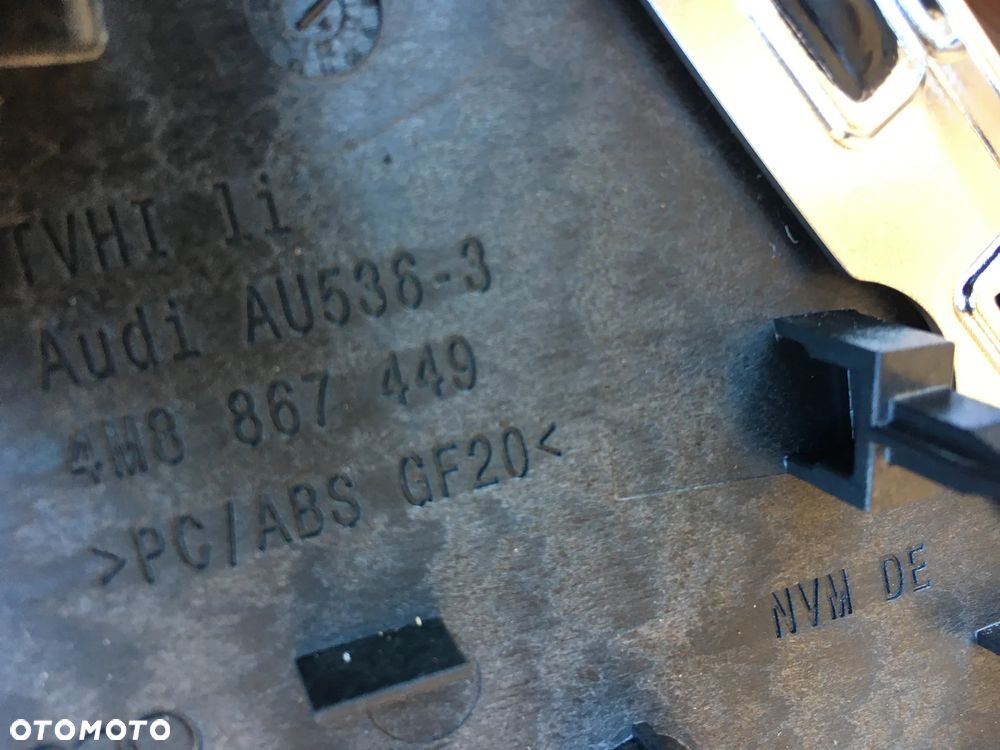 TVHI li
Audi AU536-3
4M8 867 449
>PC/ABS GF20<
NVM DE
OTOMOTO